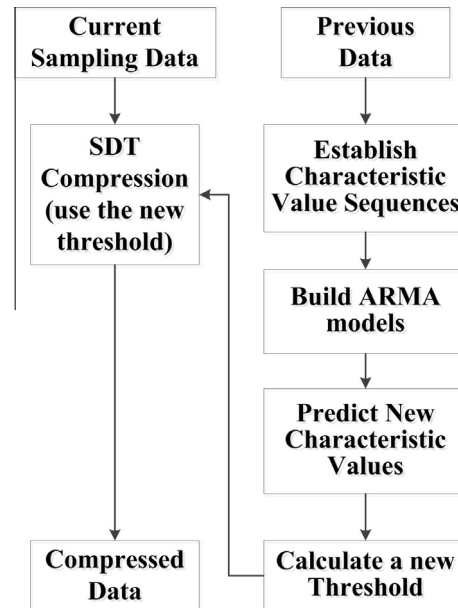 Current
Sampling Data
SDT
Compression
(use the new
threshold)
Compressed
Data
Previous
Data
Establish
Characteristic
Value Sequences
Build ARMA
models
Predict New
Characteristic
Values
Calculate a new
Threshold